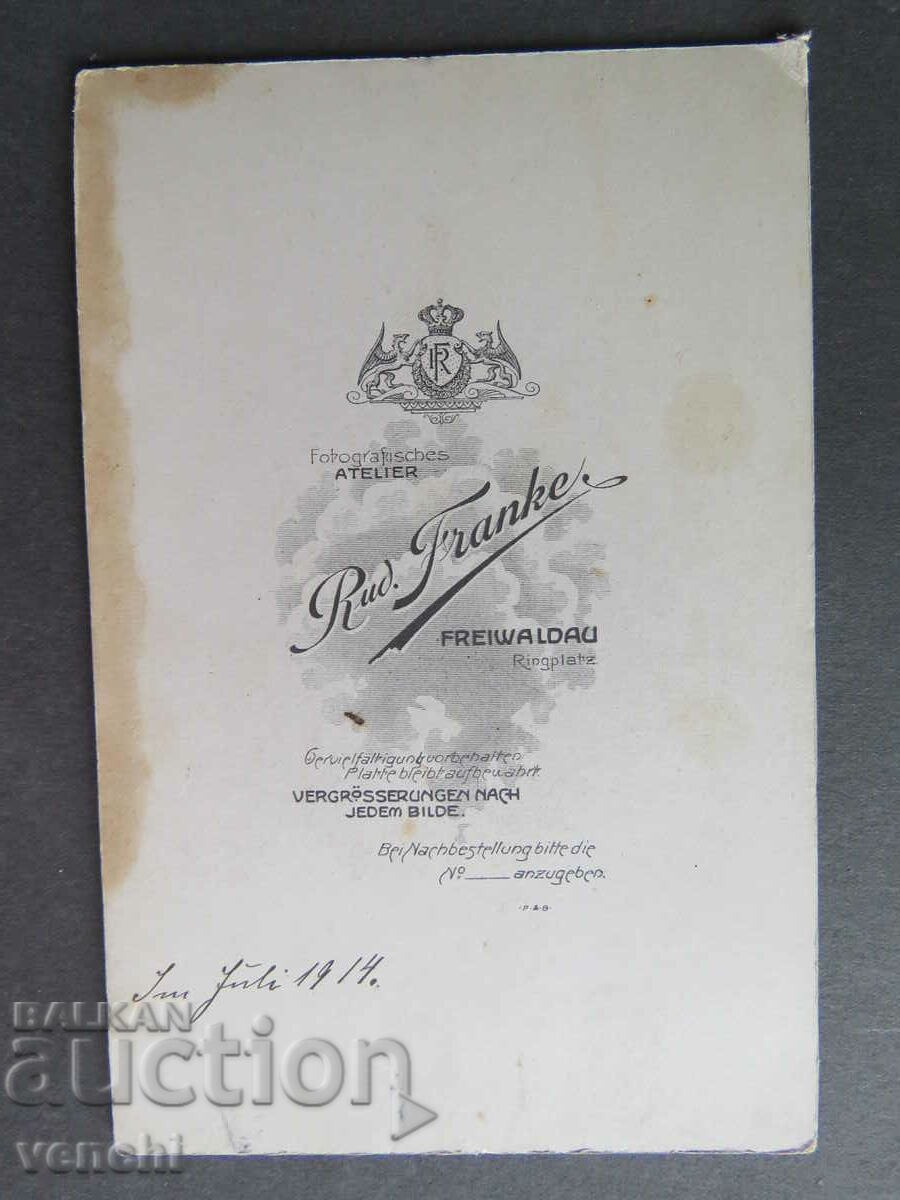 FR
Fotografisches
ATELIER
Rud. Franke
FREIWALDAU
Ringplatz
Vervielfältigung vorbehalten
Platte bleibt aufbewahrt.
VERGRÖSSERUNGEN NACH
JEDEM BILDE.
Bei Nachbestellung bitte die
No ____ anzugeben.
·P.&B·
Im Juli 1914.
BALKAN
auction
venchi